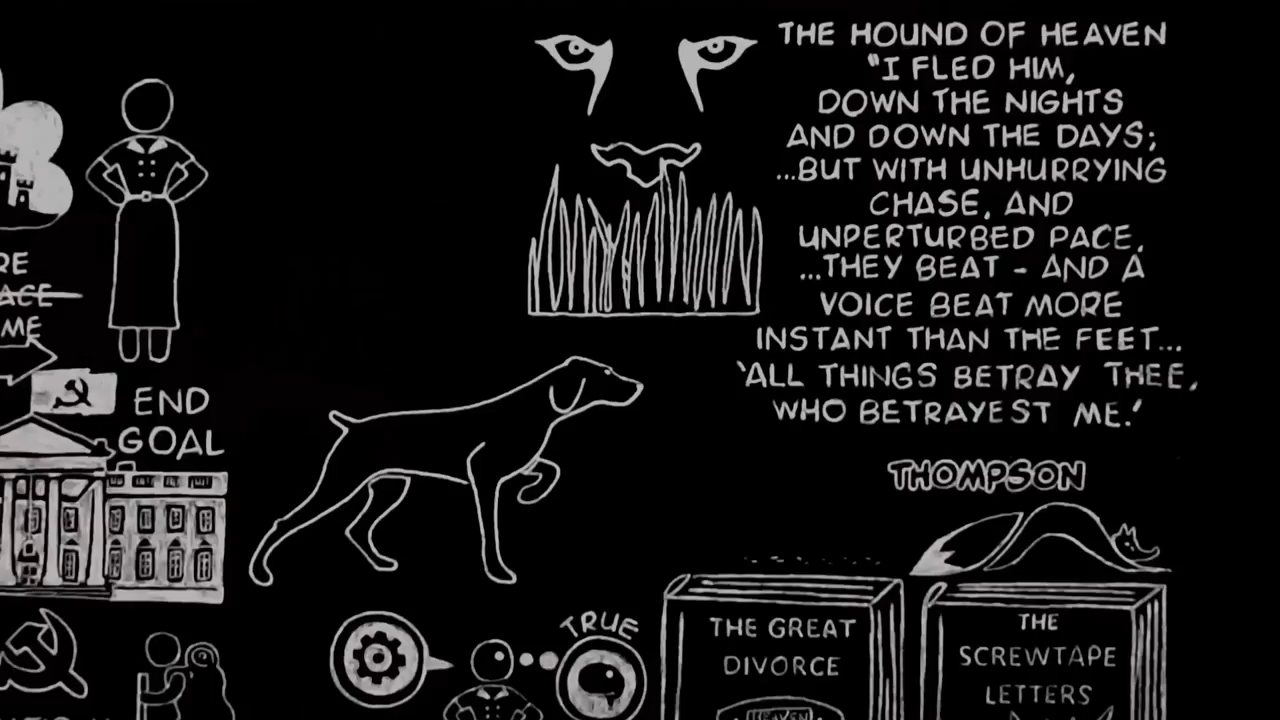 THE HOUND OF HEAVEN
"I FLED HIM,
DOWN THE NIGHTS
AND DOWN THE DAYS;
...BUT WITH UNHURRYING
CHASE, AND
UNPERTURBED PACE,
...THEY BEAT - AND A
VOICE BEAT MORE
INSTANT THAN THE FEET...
'ALL THINGS BETRAY THEE,
WHO BETRAYEST ME.'
THOMPSON
ME
END
GOAL
TRUE
THE GREAT
DIVORCE
HEAVEN
THE
SCREWTAPE
LETTERS